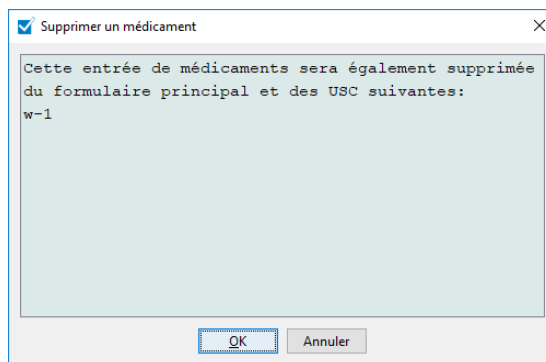 Supprimer un médicament
Cette entrée de médicaments sera également supprimée
du formulaire principal et des USC suivantes:
w-1
OK
Annuler